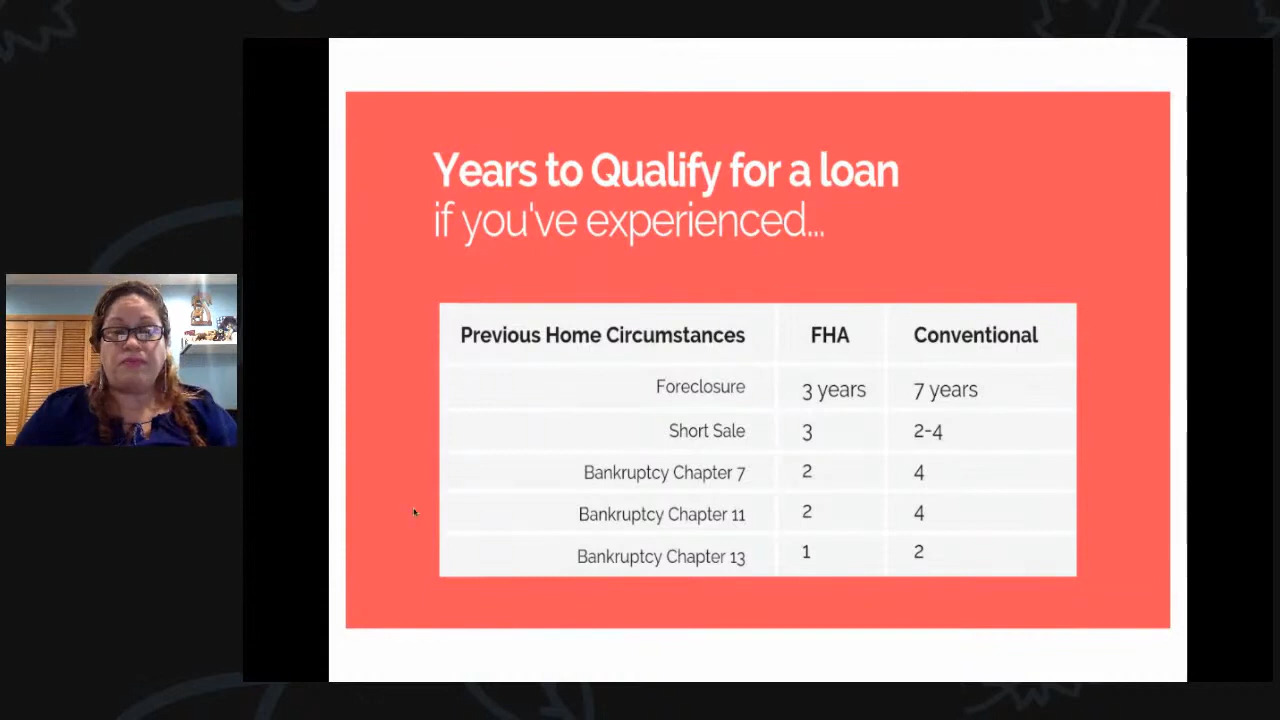 Years to Qualify for a loan
if you've experienced...
Previous Home Circumstances FHA Conventional
Foreclosure 3 years 7 years
Short Sale 3 2-4
Bankruptcy Chapter 7 2 4
Bankruptcy Chapter 11 2 4
Bankruptcy Chapter 13 1 2